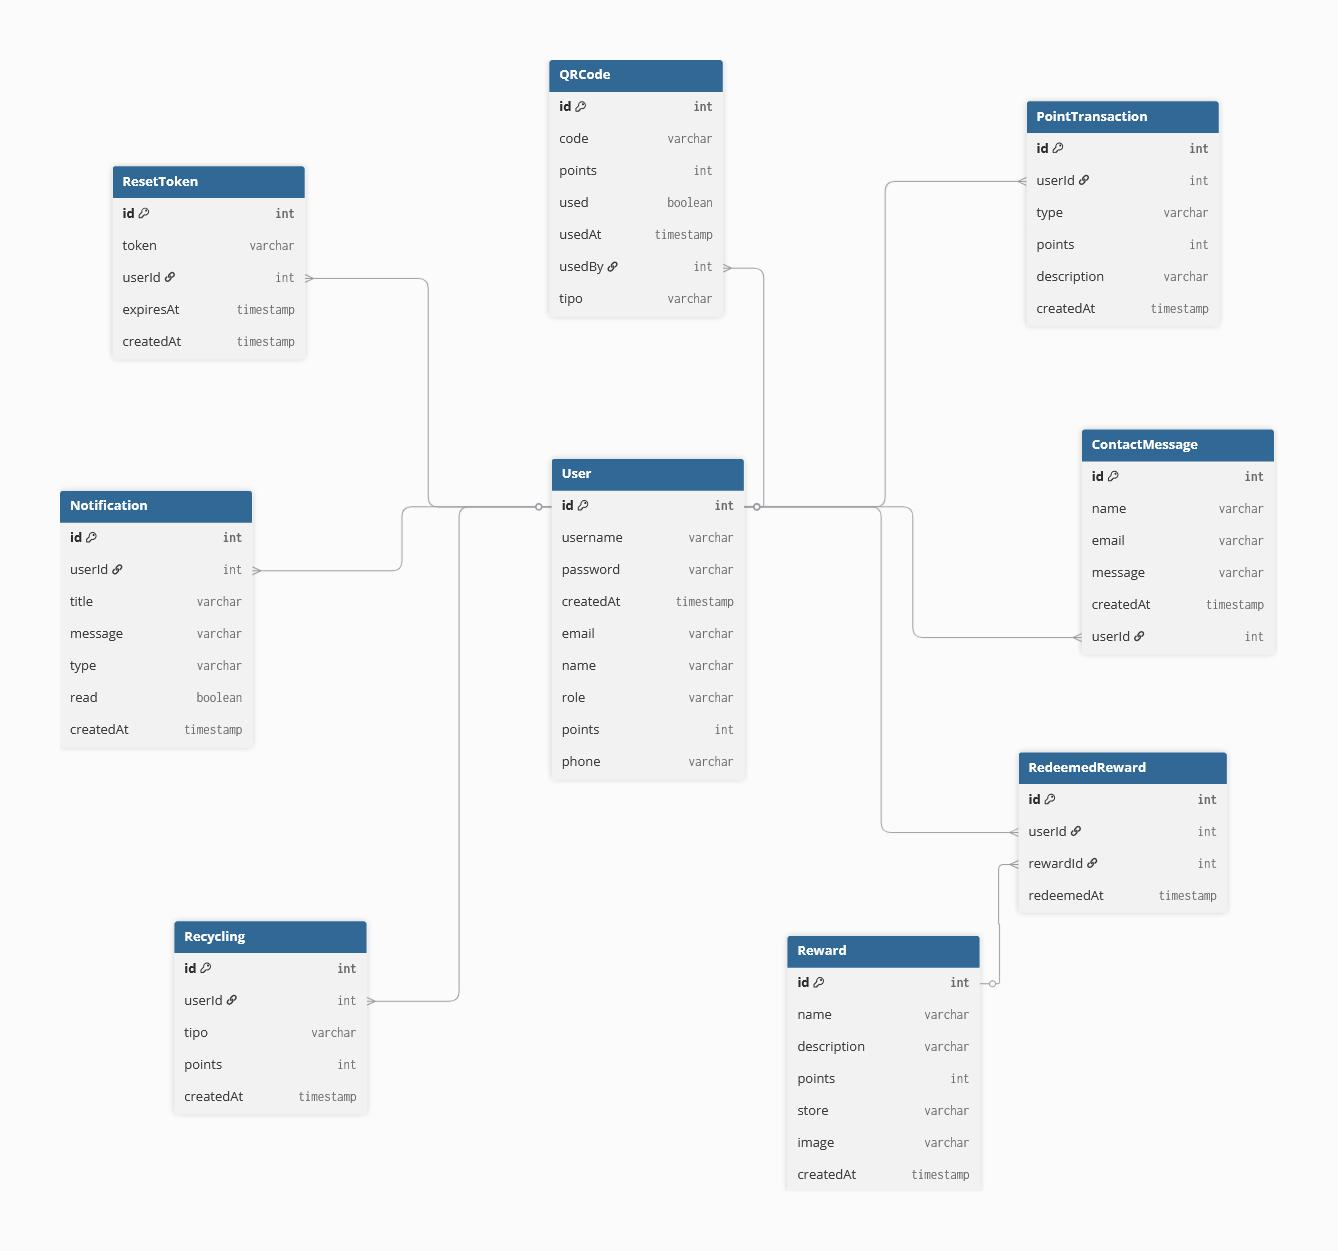 QRCode
id int
code varchar
points int
used boolean
usedAt timestamp
usedBy int
tipo varchar
PointTransaction
id int
userId int
type varchar
points int
description varchar
createdAt timestamp
ResetToken
id int
token varchar
userId int
expiresAt timestamp
createdAt timestamp
ContactMessage
id int
name varchar
email varchar
message varchar
createdAt timestamp
userId int
User
id int
username varchar
password varchar
createdAt timestamp
email varchar
name varchar
role varchar
points int
phone varchar
Notification
id int
userId int
title varchar
message varchar
type varchar
read boolean
createdAt timestamp
RedeemedReward
id int
userId int
rewardId int
redeemedAt timestamp
Recycling
id int
userId int
tipo varchar
points int
createdAt timestamp
Reward
id int
name varchar
description varchar
points int
store varchar
image varchar
createdAt timestamp